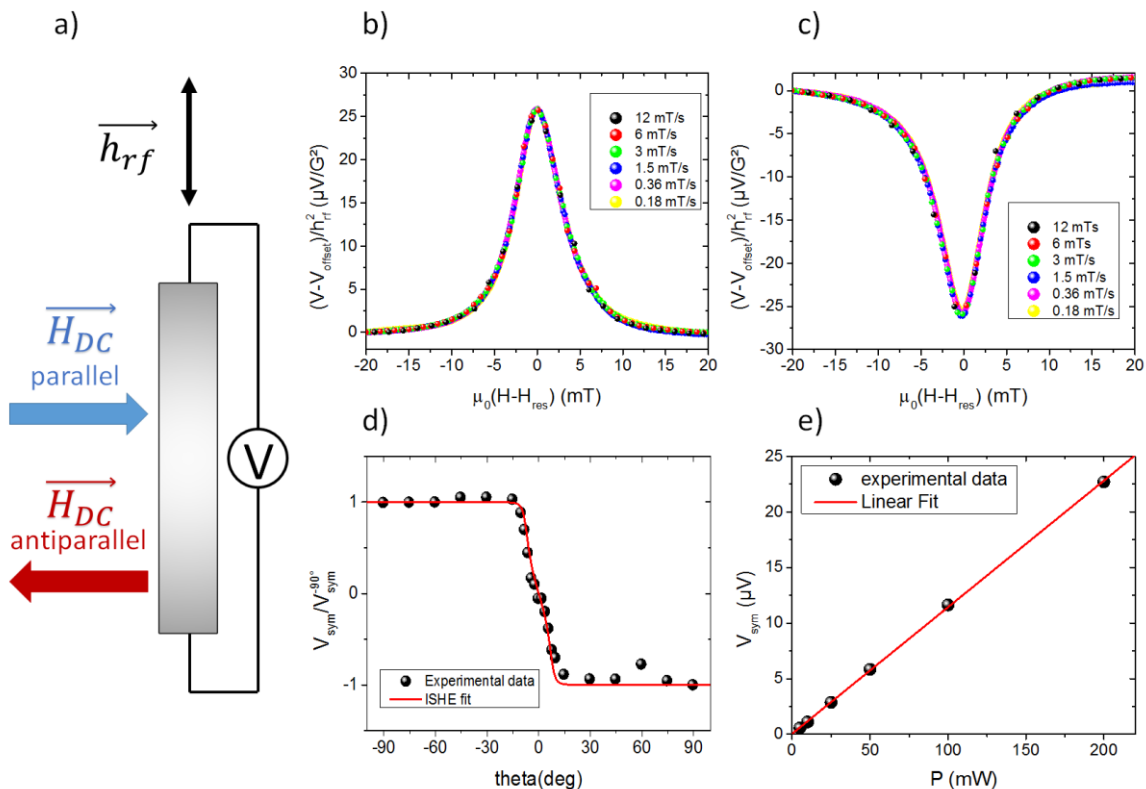 a)
h_rf
H_DC
parallel
H_DC
antiparallel
V
b)
(V-V_offset)/h²_rf (µV/G²)
30
25
20
15
10
5
0
12 mT/s
6 mT/s
3 mT/s
1.5 mT/s
0.36 mT/s
0.18 mT/s
-20 -15 -10 -5 0 5 10 15 20
μ₀(H-H_res) (mT)
c)
(V-V_offset)/h²_rf (µV/G²)
0
-5
-10
-15
-20
-25
-30
12 mTs
6 mTs
3 mT/s
1.5 mT/s
0.36 mT/s
0.18 mT/s
-20 -15 -10 -5 0 5 10 15 20
μ₀(H-H_res) (mT)
d)
V_sym/V_sym^-90°
1
0
-1
Experimental data
ISHE fit
-90 -60 -30 0 30 60 90
theta(deg)
e)
V_sym (µV)
25
20
15
10
5
0
experimental data
Linear Fit
0 50 100 150 200
P (mW)